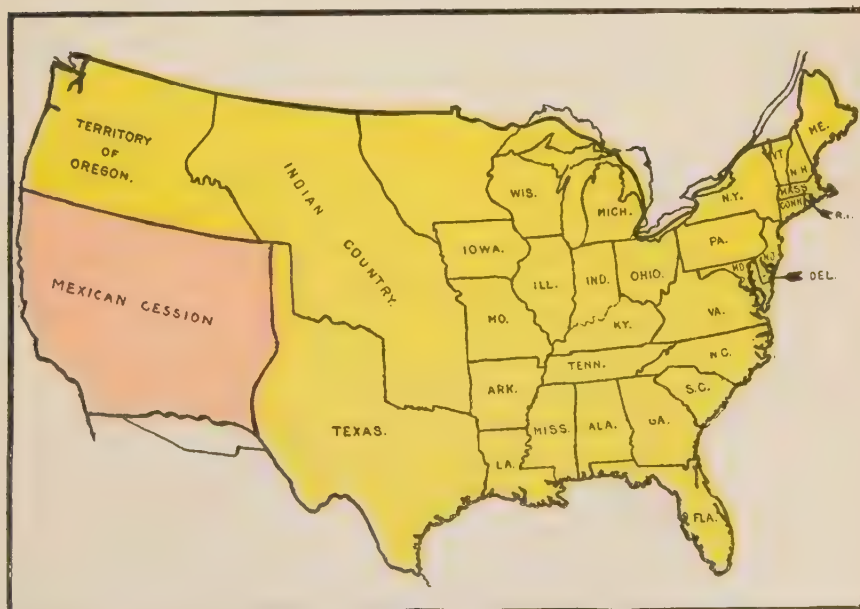 TERRITORY
OF
OREGON.
INDIAN COUNTRY.
MEXICAN CESSION
TEXAS.
WIS.
MICH.
IOWA.
ILL.
IND.
OHIO.
MO.
KY.
TENN.
ARK.
LA.
MISS.
ALA.
GA.
FLA.
S.C.
N.C.
VA.
PA.
N.Y.
N.J.
MD.
DEL.
VT.
N.H.
ME.
MASS
CONN.
R.I.